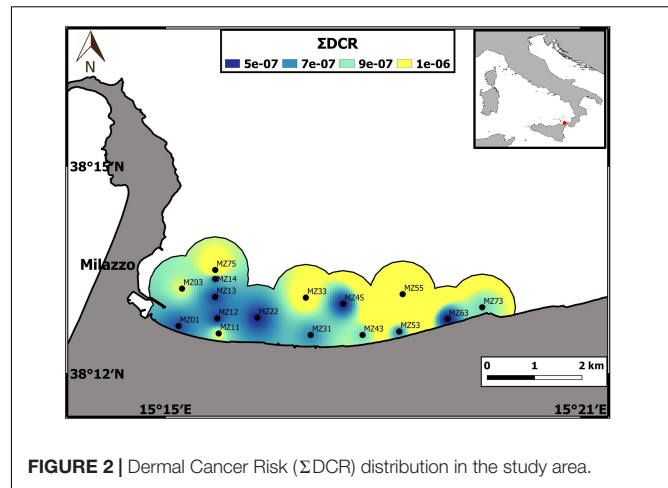 ΣDCR
5e-07 7e-07 9e-07 1e-06
N
38°15'N
Milazzo
MZ75
MZ03
MZ14
MZ13
MZ33
MZ45
MZ55
MZ73
MZ01
MZ12
MZ22
MZ63
MZ11
MZ31
MZ43
MZ53
0 1 2 km
38°12'N
15°15'E
15°21'E
FIGURE 2 | Dermal Cancer Risk (ΣDCR) distribution in the study area.